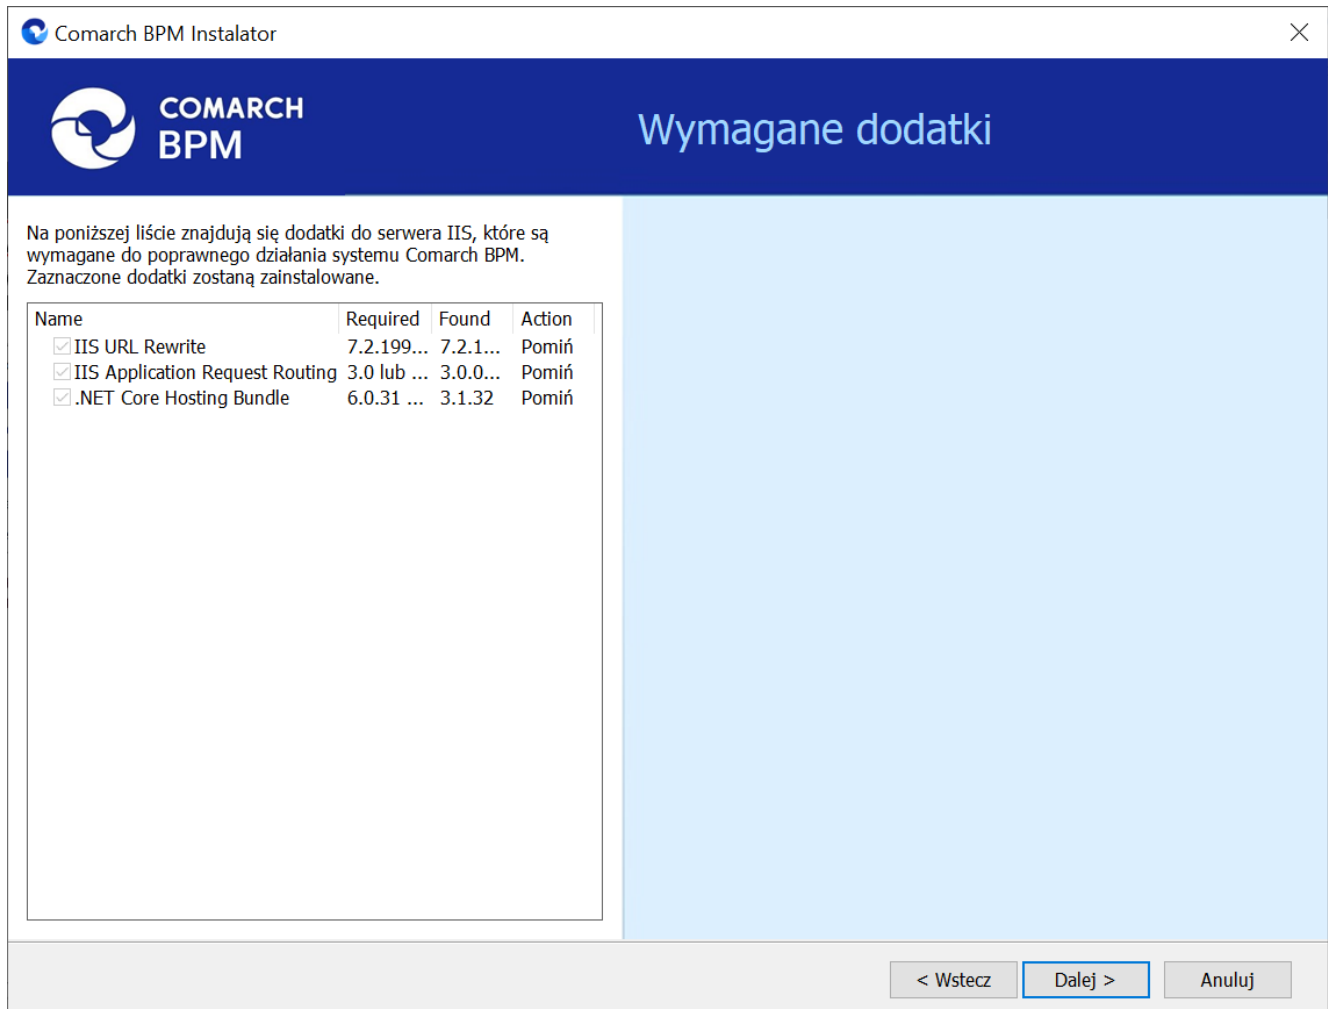 Comarch BPM Instalator
COMARCH
BPM
Wymagane dodatki
Na poniższej liście znajdują się dodatki do serwera IIS, które są
wymagane do poprawnego działania systemu Comarch BPM.
Zaznaczone dodatki zostaną zainstalowane.
Name Required Found Action
IIS URL Rewrite 7.2.199... 7.2.1... Pomiń
IIS Application Request Routing 3.0 lub ... 3.0.0... Pomiń
.NET Core Hosting Bundle 6.0.31 ... 3.1.32 Pomiń
< Wstecz Dalej > Anuluj